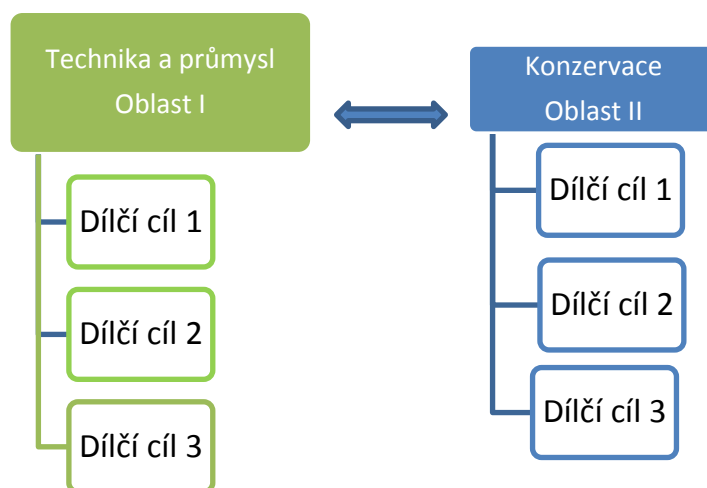 Technika a průmysl
Oblast I
Dílčí cíl 1
Dílčí cíl 2
Dílčí cíl 3
Konzervace
Oblast II
Dílčí cíl 1
Dílčí cíl 2
Dílčí cíl 3